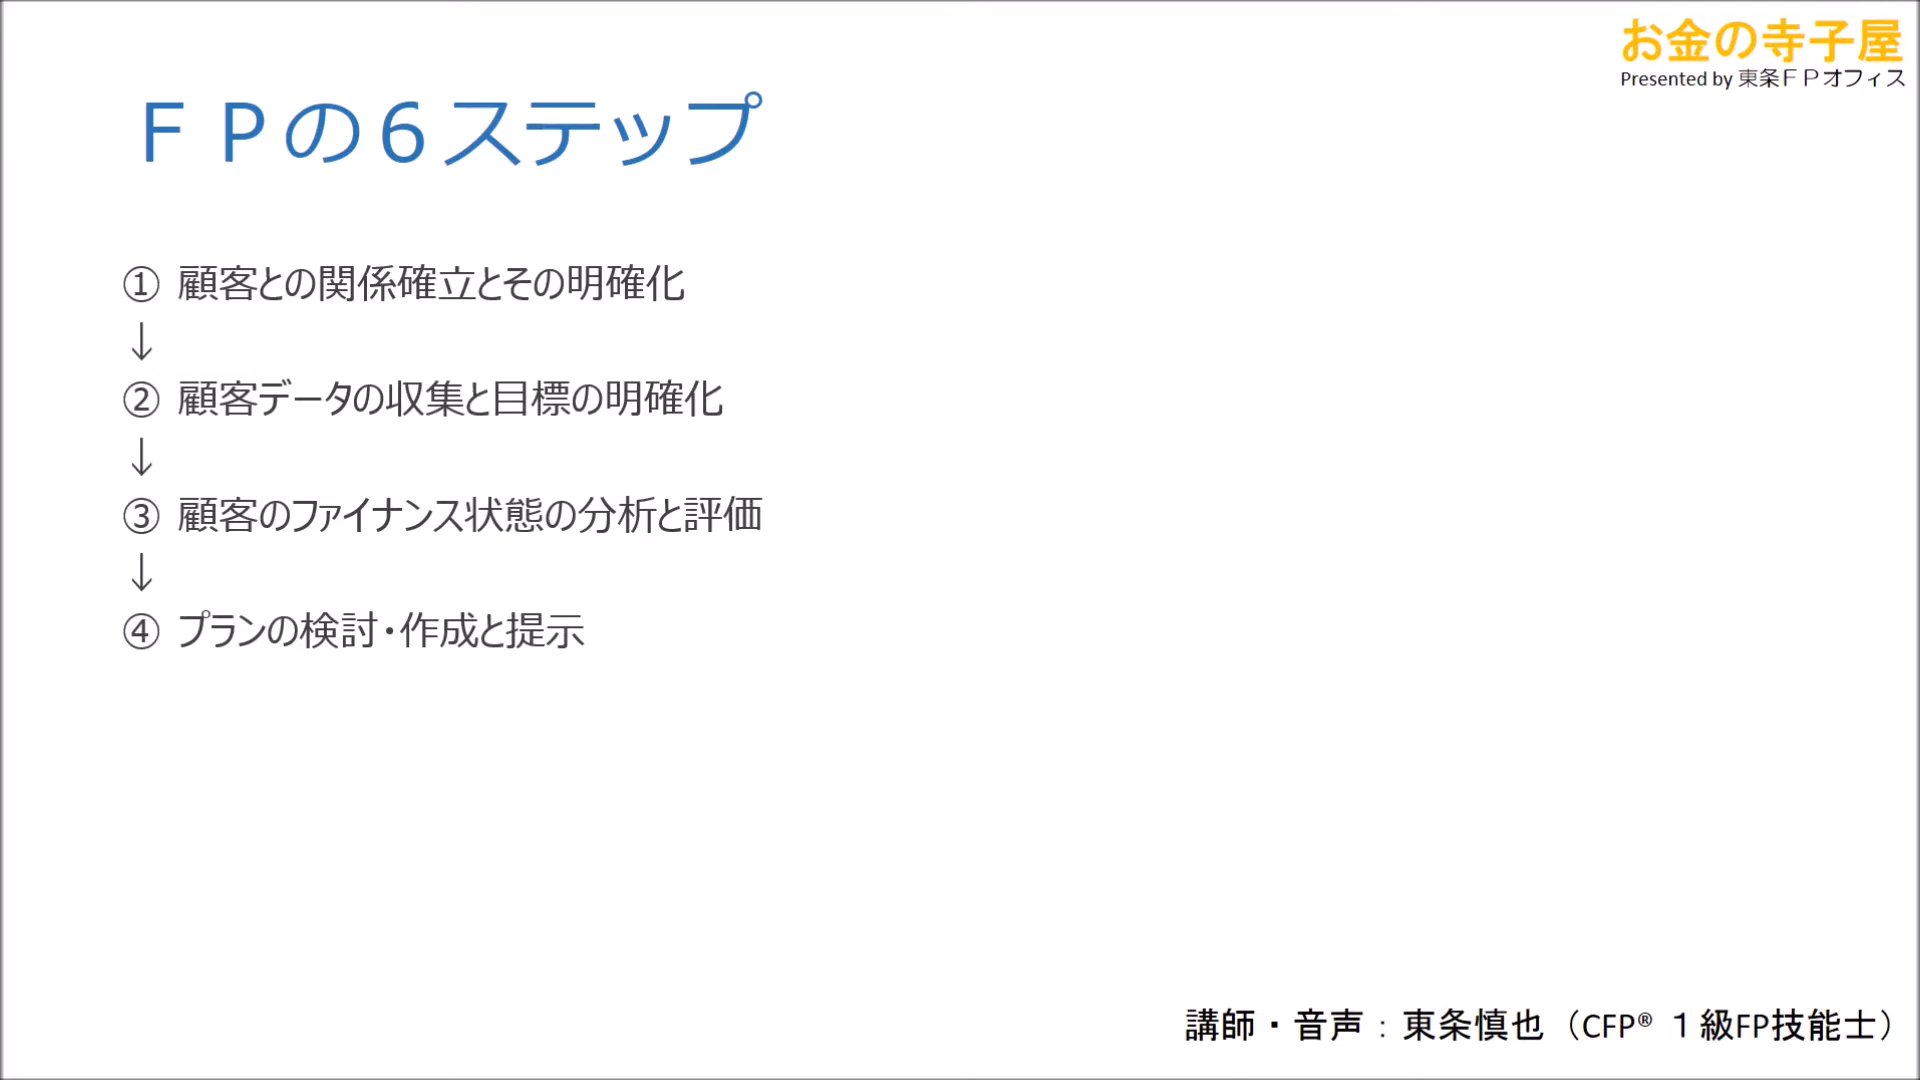 お金の寺子屋
Presented by 東条ＦＰオフィス
ＦＰの６ステップ
① 顧客との関係確立とその明確化
↓
② 顧客データの収集と目標の明確化
↓
③ 顧客のファイナンス状態の分析と評価
↓
④ プランの検討・作成と提示
講師・音声：東条慎也（CFP® １級FP技能士）